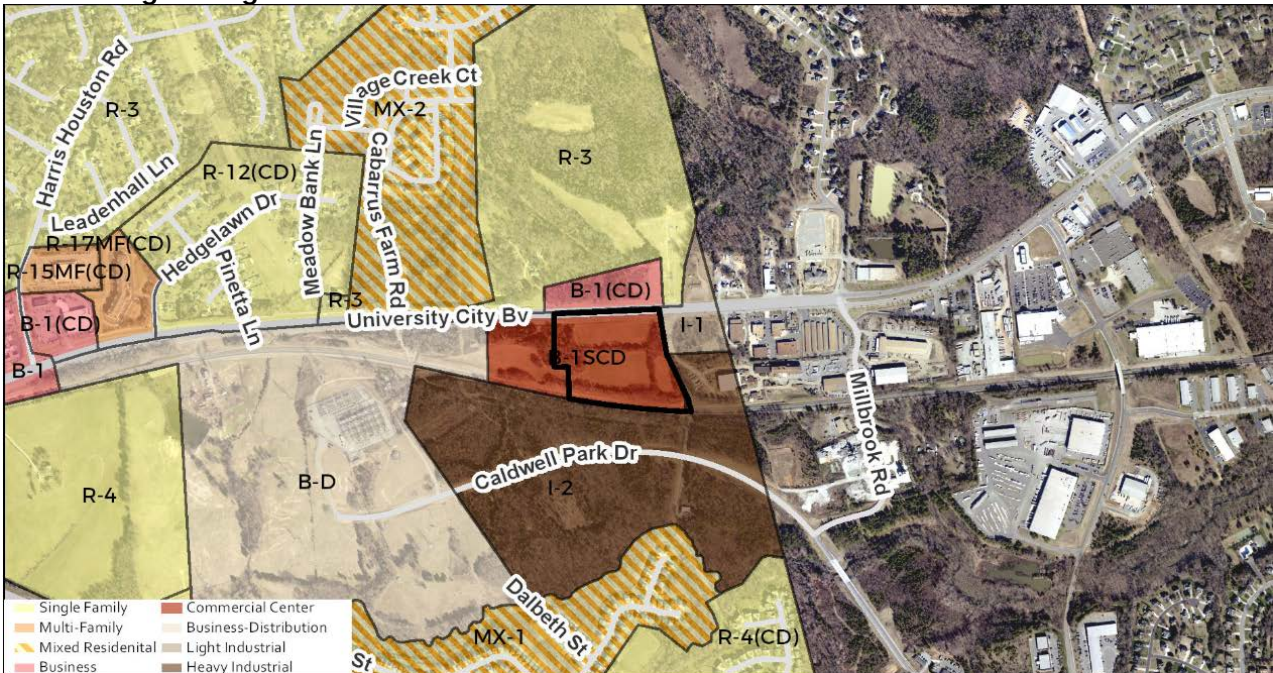 Village Creek Ct
MX-2
R-3
Harris Houston Rd
R-3
R-12(CD)
Meadow Bank Ln
Cabarrus Farm Rd
Leadenhall Ln
Hedgelawn Dr
R-17MF(CD)
R-15MF(CD)
Pinetta Ln
R-3
B-1(CD)
B-1(CD)
University City Bv
I-1
B-1SCD
B-1
Millbrook Rd
Caldwell Park Dr
R-4
B-D
I-2
Dalbeth St
MX-1
R-4(CD)
St
Single Family
Commercial Center
Multi-Family
Business-Distribution
Mixed Residenital
Light Industrial
Business
Heavy Industrial